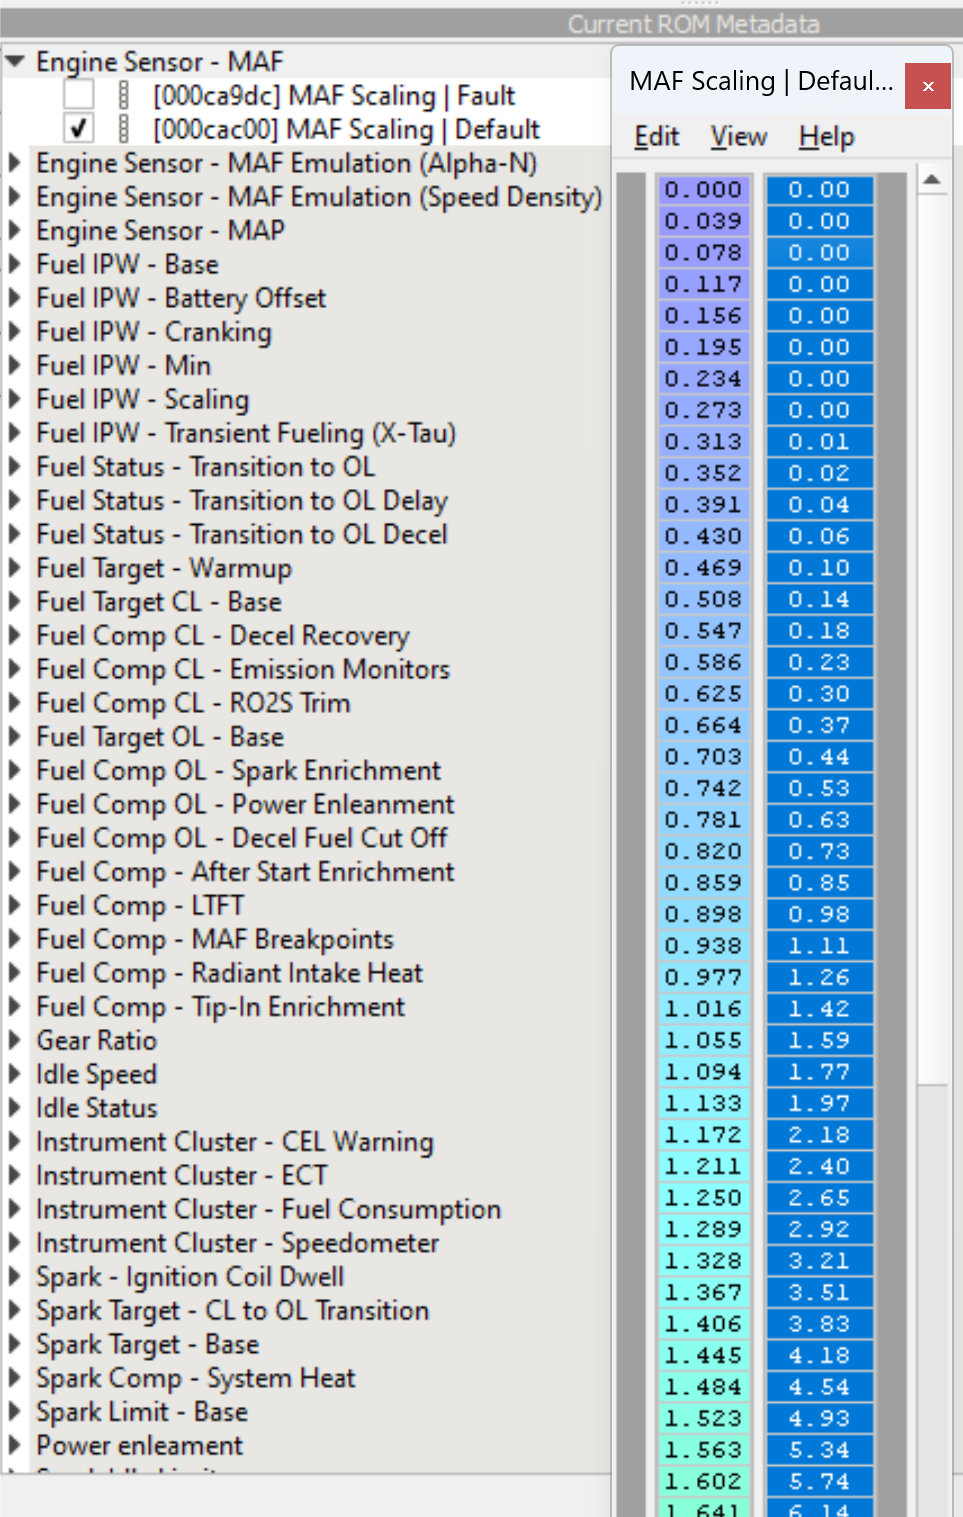 Current ROM Metadata
Engine Sensor - MAF
[000ca9dc] MAF Scaling | Fault
[000cac00] MAF Scaling | Default
Engine Sensor - MAF Emulation (Alpha-N)
Engine Sensor - MAF Emulation (Speed Density)
Engine Sensor - MAP
Fuel IPW - Base
Fuel IPW - Battery Offset
Fuel IPW - Cranking
Fuel IPW - Min
Fuel IPW - Scaling
Fuel IPW - Transient Fueling (X-Tau)
Fuel Status - Transition to OL
Fuel Status - Transition to OL Delay
Fuel Status - Transition to OL Decel
Fuel Target - Warmup
Fuel Target CL - Base
Fuel Comp CL - Decel Recovery
Fuel Comp CL - Emission Monitors
Fuel Comp CL - RO2S Trim
Fuel Target OL - Base
Fuel Comp OL - Spark Enrichment
Fuel Comp OL - Power Enleanment
Fuel Comp OL - Decel Fuel Cut Off
Fuel Comp - After Start Enrichment
Fuel Comp - LTFT
Fuel Comp - MAF Breakpoints
Fuel Comp - Radiant Intake Heat
Fuel Comp - Tip-In Enrichment
Gear Ratio
Idle Speed
Idle Status
Instrument Cluster - CEL Warning
Instrument Cluster - ECT
Instrument Cluster - Fuel Consumption
Instrument Cluster - Speedometer
Spark - Ignition Coil Dwell
Spark Target - CL to OL Transition
Spark Target - Base
Spark Comp - System Heat
Spark Limit - Base
Power enleament
MAF Scaling | Defaul... x
Edit View Help
0.000 0.00
0.039 0.00
0.078 0.00
0.117 0.00
0.156 0.00
0.195 0.00
0.234 0.00
0.273 0.00
0.313 0.01
0.352 0.02
0.391 0.04
0.430 0.06
0.469 0.10
0.508 0.14
0.547 0.18
0.586 0.23
0.625 0.30
0.664 0.37
0.703 0.44
0.742 0.53
0.781 0.63
0.820 0.73
0.859 0.85
0.898 0.98
0.938 1.11
0.977 1.26
1.016 1.42
1.055 1.59
1.094 1.77
1.133 1.97
1.172 2.18
1.211 2.40
1.250 2.65
1.289 2.92
1.328 3.21
1.367 3.51
1.406 3.83
1.445 4.18
1.484 4.54
1.523 4.93
1.563 5.34
1.602 5.74
1.641 6.14